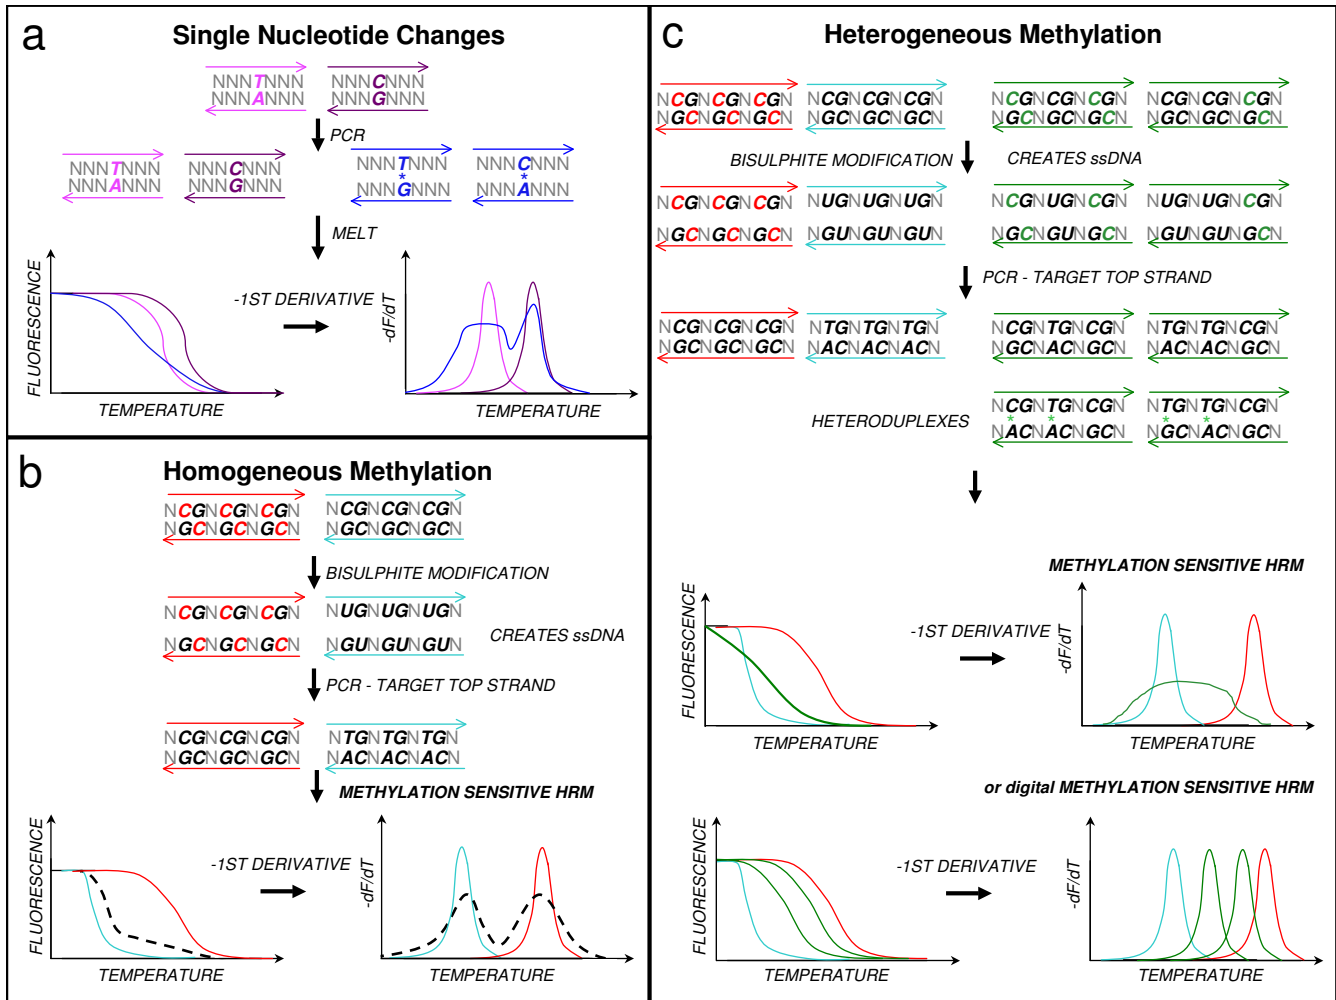 a
Single Nucleotide Changes
NNNTNNN NNNCNNN
NNNANNN NNNGNNN
PCR
NNNTNNN NNNCNNN NNNTNNN NNNCNNN
* *
NNNANNN NNNGNNN NNNGNNN NNNANNN
MELT
FLUORESCENCE
TEMPERATURE
-1ST DERIVATIVE
-dF/dT
TEMPERATURE
b
Homogeneous Methylation
NCGNCGNCGN NCGNCGNCGN
NGCNGCNGCN NGCNGCNGCN
BISULPHITE MODIFICATION
NCGNCGNCGN NUGNUGNUGN
NGCNGCNGCN NGUNGUNGUN
CREATES ssDNA
PCR - TARGET TOP STRAND
NCGNCGNCGN NTGNTGNTGN
NGCNGCNGCN NACNACNACN
METHYLATION SENSITIVE HRM
FLUORESCENCE
TEMPERATURE
-1ST DERIVATIVE
-dF/dT
TEMPERATURE
c
Heterogeneous Methylation
NCGNCGNCGN NCGNCGNCGN NCGNCGNCGN NCGNCGNCGN
NGCNGCNGCN NGCNGCNGCN NGCNGCNGCN NGCNGCNGCN
BISULPHITE MODIFICATION CREATES ssDNA
NCGNCGNCGN NUGNUGNUGN NCGNUGNCGN NUGNUGNCGN
NGCNGCNGCN NGUNGUNGUN NGCNGUNGCN NGUNGUNGCN
PCR - TARGET TOP STRAND
NCGNCGNCGN NTGNTGNTGN NCGNTGNCGN NTGNTGNCGN
NGCNGCNGCN NACNACNACN NGCNACNGCN NACNACNGCN
HETERODUPLEXES
NCGNTGNCGN NTGNTGNCGN
* * * *
NACNACNGCN NGCNACNGCN
METHYLATION SENSITIVE HRM
FLUORESCENCE
TEMPERATURE
-1ST DERIVATIVE
-dF/dT
TEMPERATURE
or digital METHYLATION SENSITIVE HRM
FLUORESCENCE
TEMPERATURE
-1ST DERIVATIVE
-dF/dT
TEMPERATURE